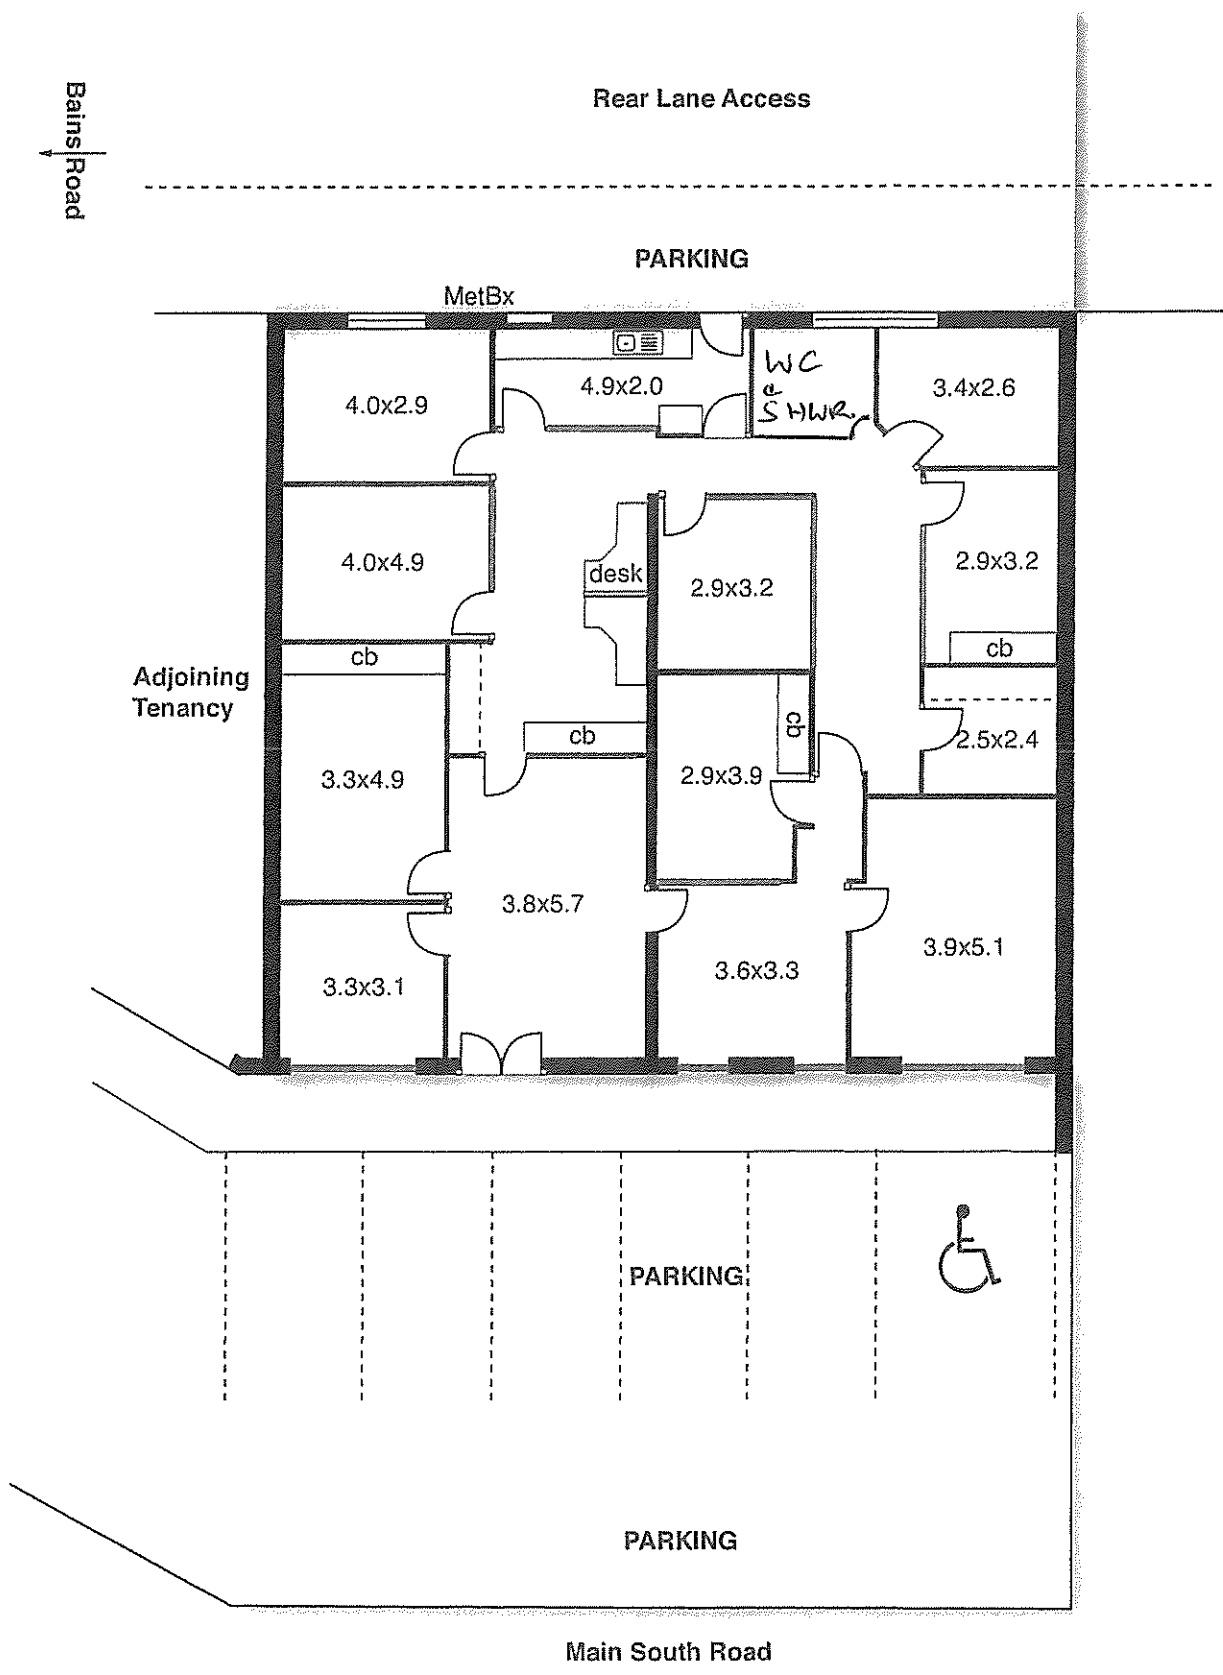 Rear Lane Access
Bains Road
PARKING
MetBx
4.0x2.9
4.9x2.0
WC
&
SHWR.
3.4x2.6
4.0x4.9
desk
2.9x3.2
2.9x3.2
cb
cb
Adjoining
Tenancy
cb
cb
2.5x2.4
3.3x4.9
2.9x3.9
3.8x5.7
3.3x3.1
3.6x3.3
3.9x5.1
PARKING
PARKING
Main South Road